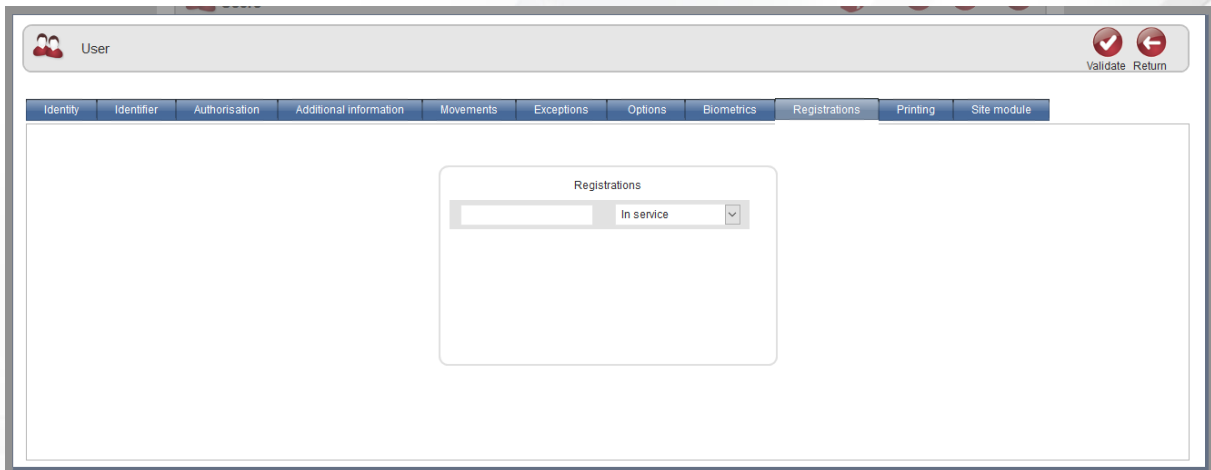 Users
User
Validate Return
Identity Identifier Authorisation Additional information Movements Exceptions Options Biometrics Registrations Printing Site module
Registrations
In service